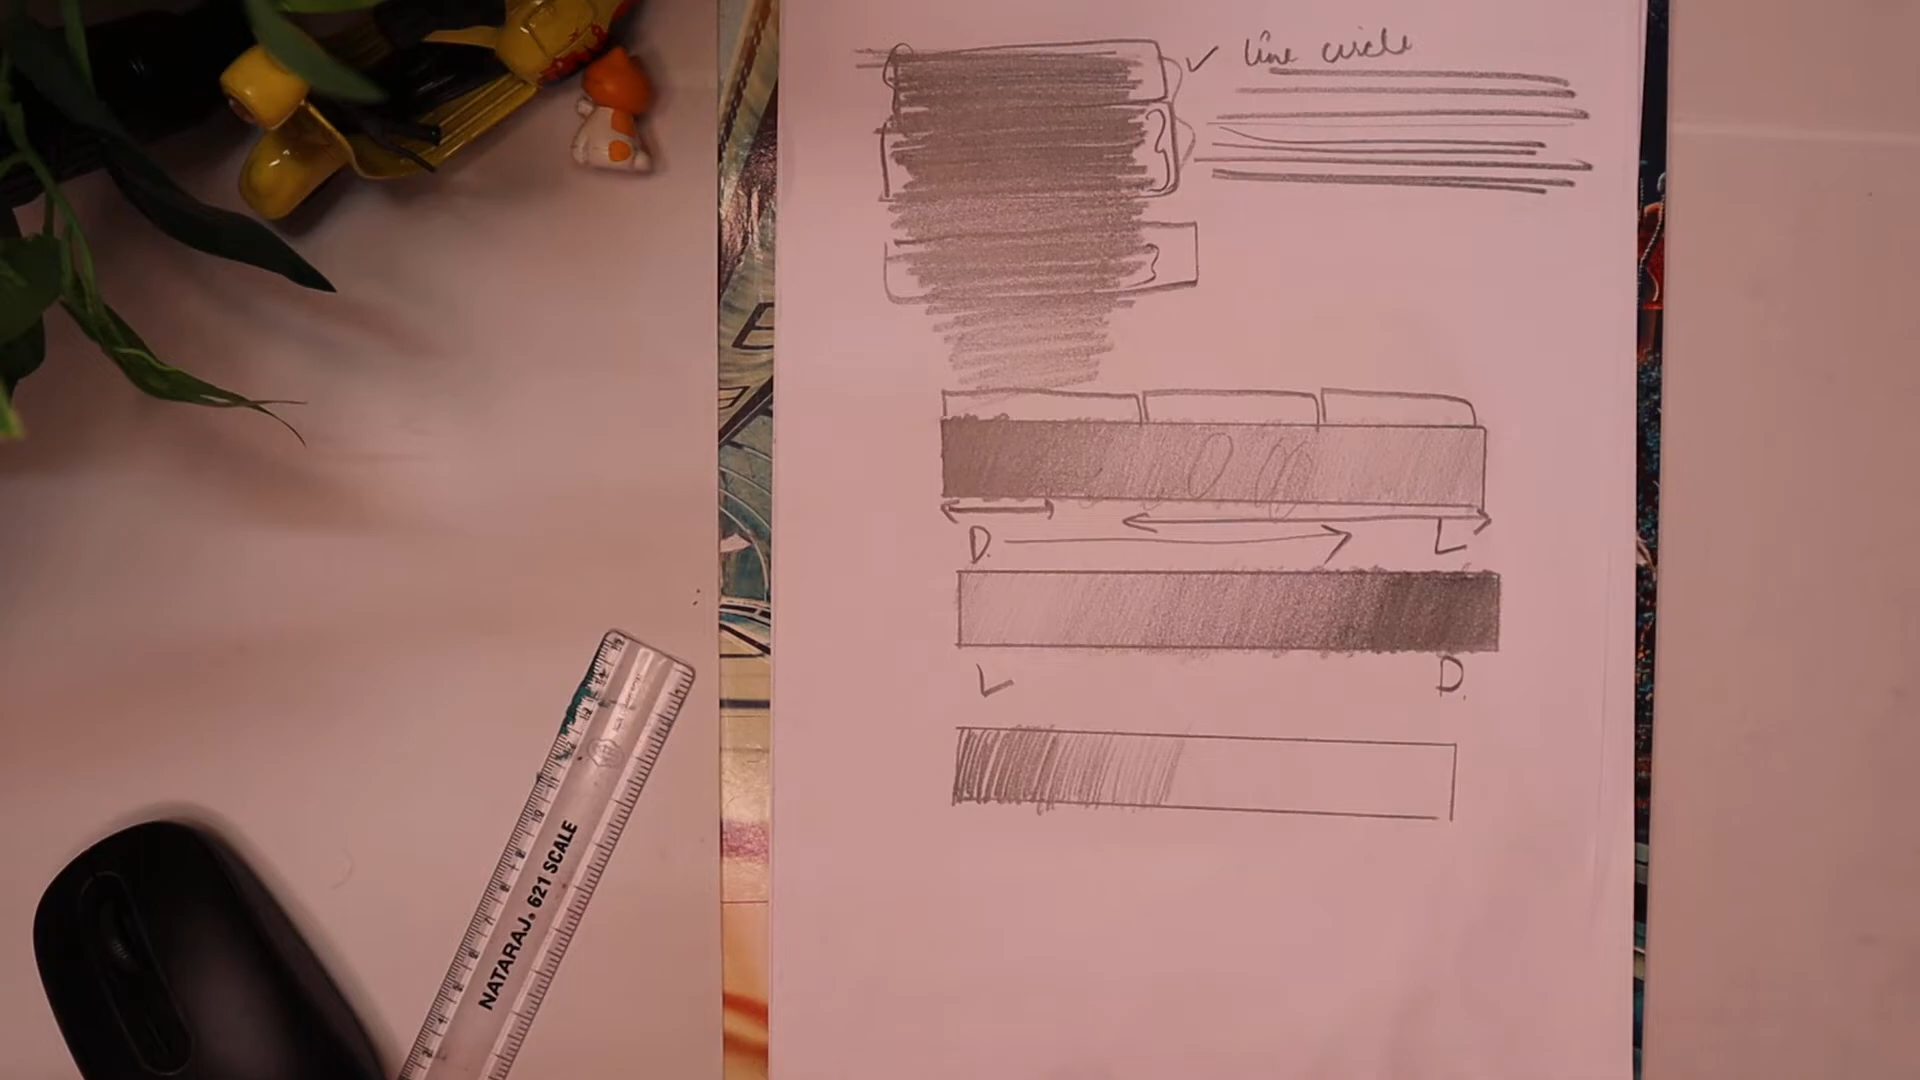 line circle
D. L
L D.
NATARAJ® 621 SCALE